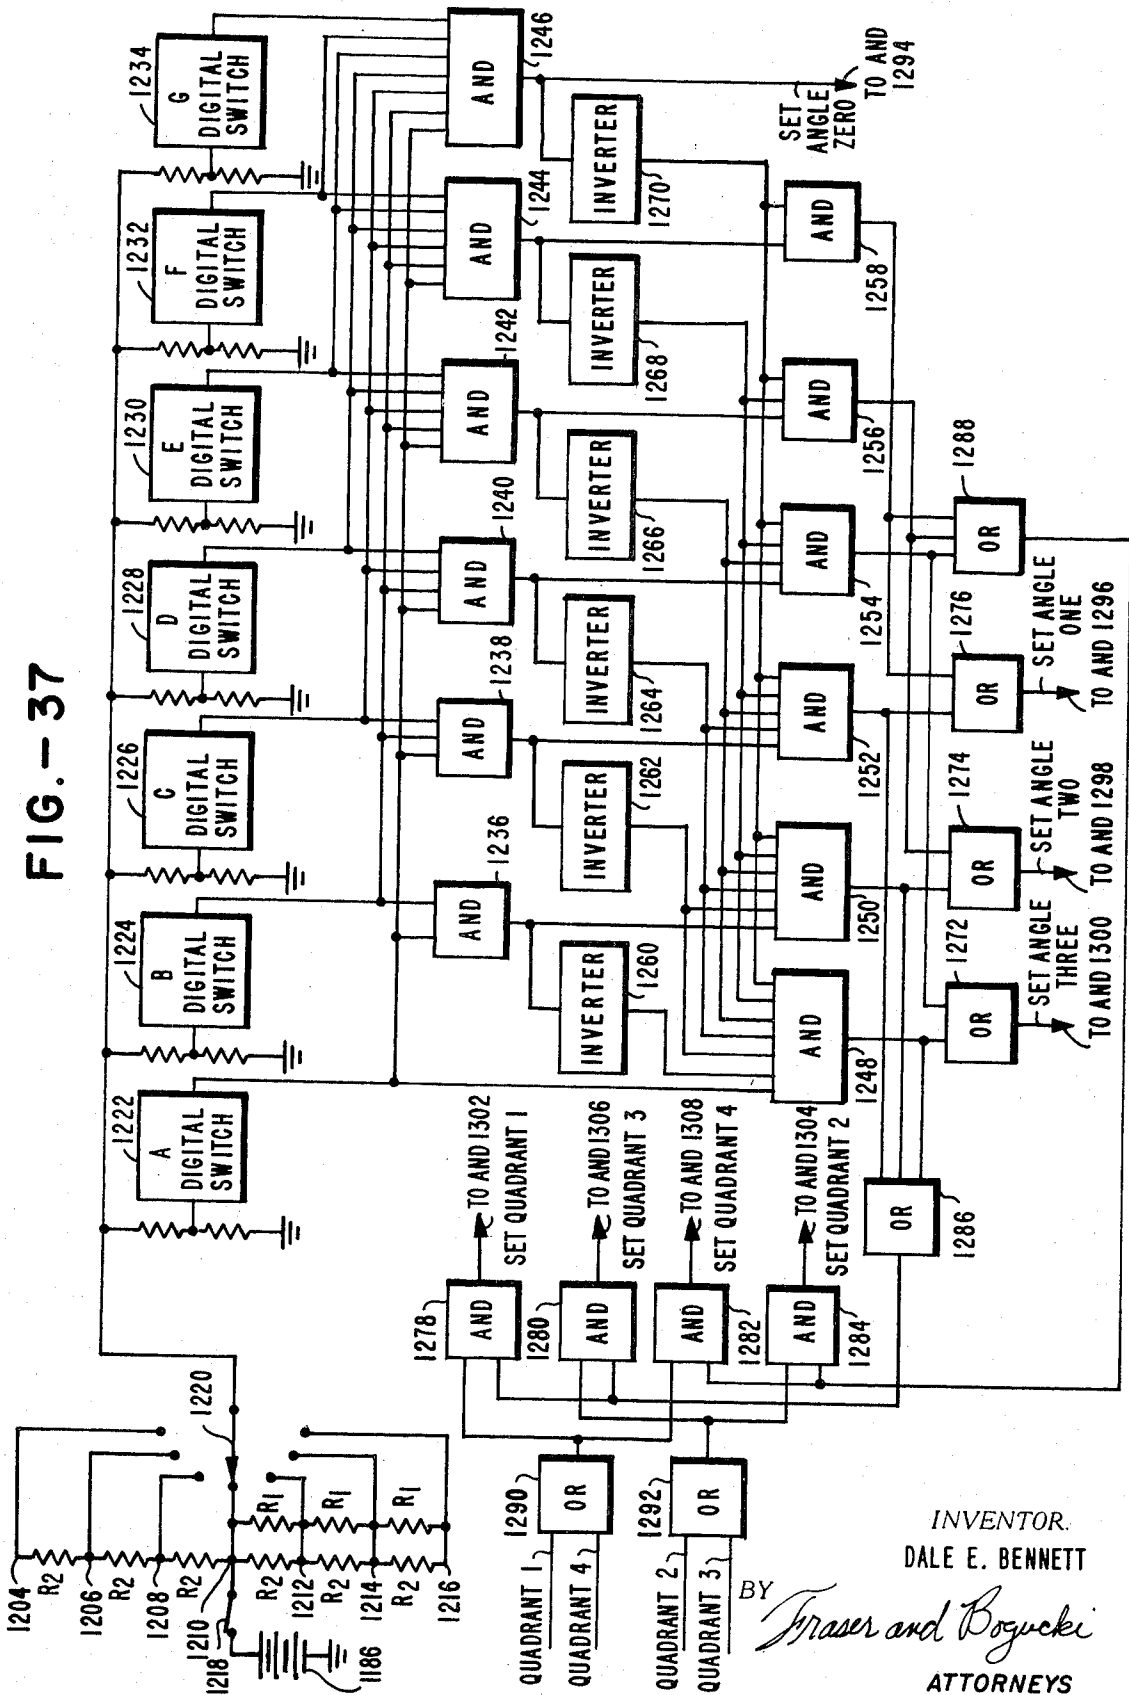 FIG.-37
1234
G
DIGITAL
SWITCH
1232
F
DIGITAL
SWITCH
1230
E
DIGITAL
SWITCH
1228
D
DIGITAL
SWITCH
1226
C
DIGITAL
SWITCH
1224
B
DIGITAL
SWITCH
1222
A
DIGITAL
SWITCH
AND
1246
AND
1244
AND
1242
AND
1240
AND
1238
AND
1236
INVERTER
1270
INVERTER
1268
INVERTER
1266
INVERTER
1264
INVERTER
1262
INVERTER
1260
SET
ANGLE
ZERO
TO AND
1294
AND
1258
AND
1256
AND
1254
AND
1252
AND
1250
AND
1248
OR
1288
OR
1276
SET ANGLE
ONE
TO AND 1296
OR
1274
SET ANGLE
TWO
TO AND 1298
OR
1272
SET ANGLE
THREE
TO AND 1300
OR
1286
1278
AND
TO AND 1302
SET QUADRANT 1
1280
AND
TO AND 1306
SET QUADRANT 3
AND
1282
TO AND 1308
SET QUADRANT 4
AND
1284
TO AND 1304
SET QUADRANT 2
1220
1204
R2
1206
R2
1208
R2
1210
R2
1212
R2
1214
R2
1216
R1
R1
R1
1218
1186
1290
OR
QUADRANT 1
QUADRANT 4
1292
OR
QUADRANT 2
QUADRANT 3
INVENTOR.
DALE E. BENNETT
BY
Fraser and Bogucki
ATTORNEYS